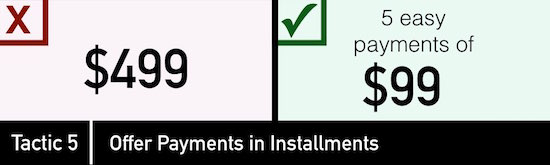 X
$499
5 easy
payments of
$99
Tactic 5
Offer Payments in Installments